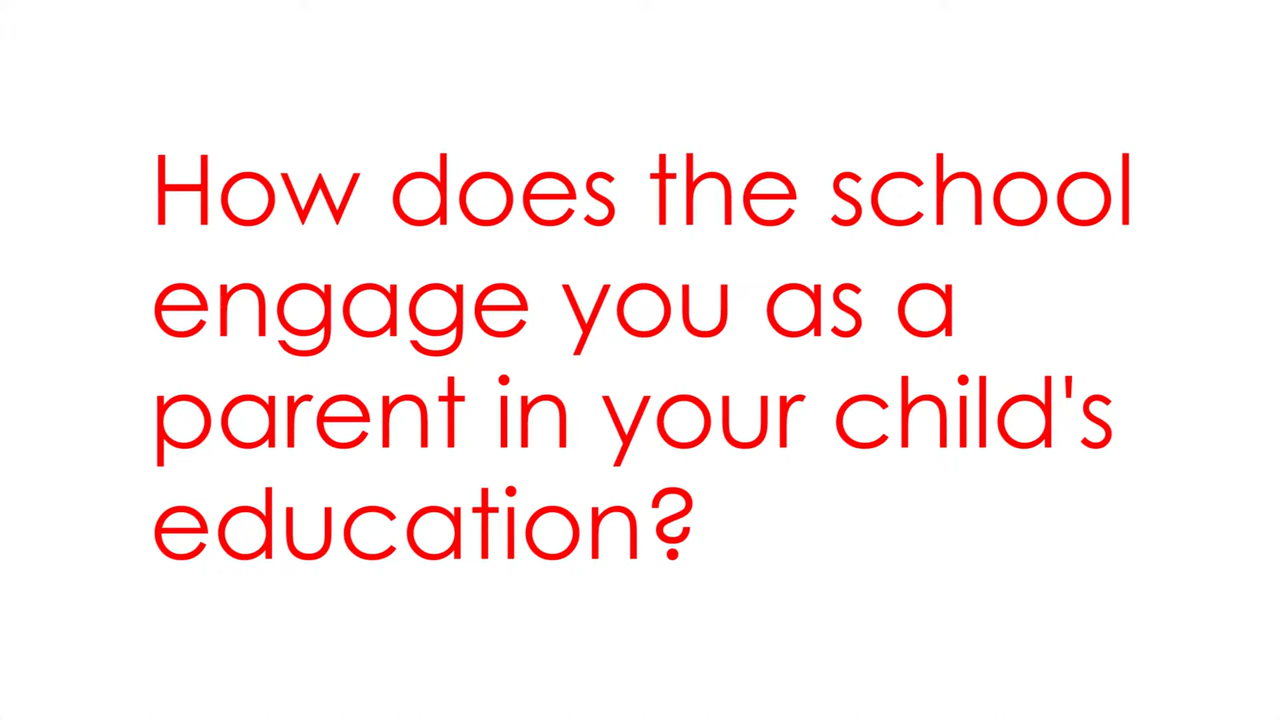 How does the school
engage you as a
parent in your child's
education?